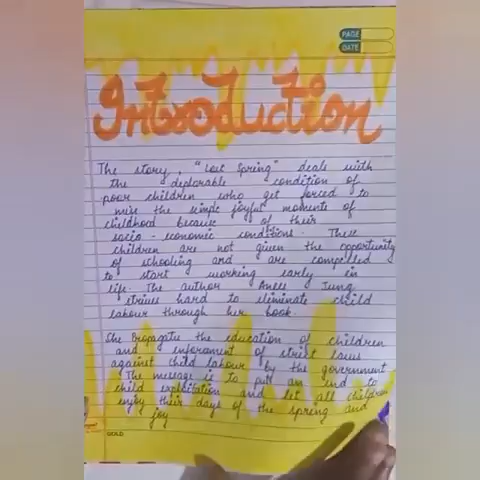 PAGE
DATE
Introduction
The story, "Lost Spring" deals with
the deplorable condition of
poor children who get forced to
miss the simple joyful moments of
childhood because of their
socio-economic conditions. These
children are not given the opportunity
of schooling and are compelled
to start working early in
life. The author Anees Jung
strives hard to eliminate child
labour through her book.
She Propagates the education of children
and enforcment of strict laws
against child labour by the government
The message is to put an end to
child exploitation and let all children
enjoy their days of the spring and
joy
GOLD